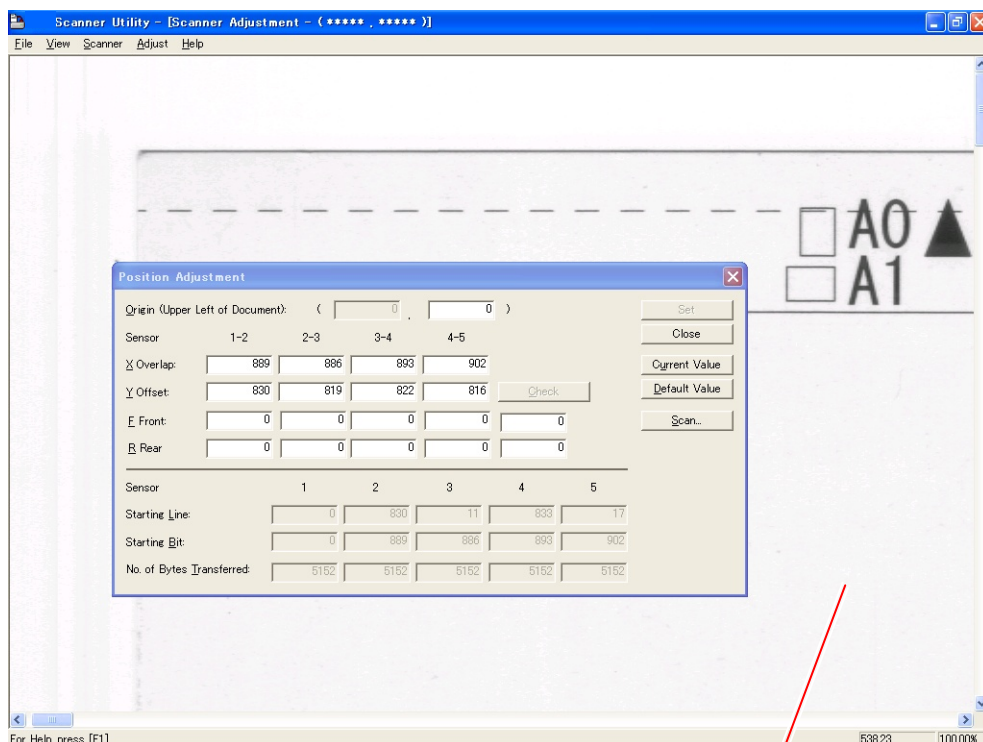 Scanner Utility - [Scanner Adjustment - ( ***** , ***** )]
File View Scanner Adjust Help
A0
A1
Position Adjustment
Origin (Upper Left of Document): ( 0 , 0 )
Set
Close
Sensor 1-2 2-3 3-4 4-5
X Overlap: 889 886 893 902
Current Value
Y Offset: 830 819 822 816 Check
Default Value
F Front: 0 0 0 0 0
Scan...
R Rear 0 0 0 0 0
Sensor 1 2 3 4 5
Starting Line: 0 830 11 833 17
Starting Bit: 0 889 886 893 902
No. of Bytes Transferred: 5152 5152 5152 5152 5152
For Help, press [F1]
538.23 100.00%